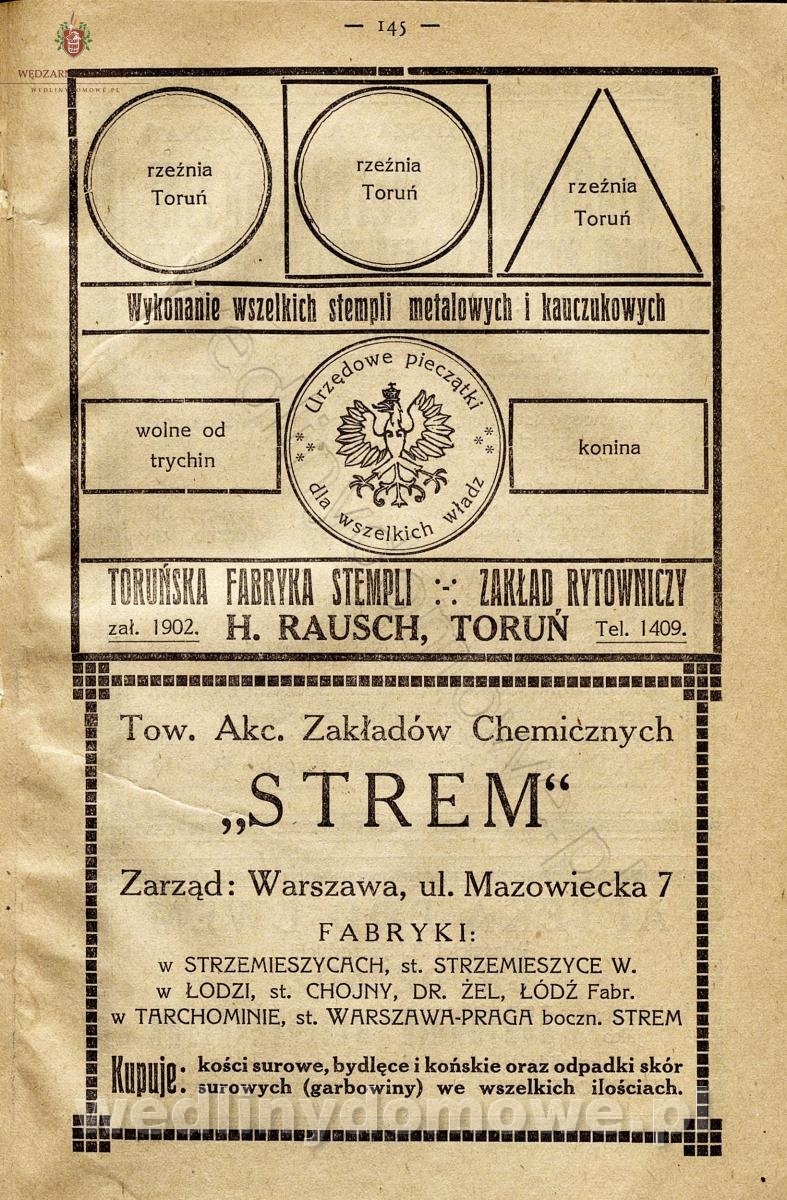 — 145 —
WĘDZARN
WEDLINYDOMOWE.PL
rzeźnia
Toruń
rzeźnia
Toruń
rzeźnia
Toruń
Wykonanie wszelkich stempli metalowych i kauczukowych
wolne od
trychin
Urzędowe pieczątki
dla wszelkich władz
konina
TORUŃSKA FABRYKA STEMPLI :-: ZAKŁAD RYTOWNICZY
zał. 1902. H. RAUSCH, TORUŃ Tel. 1409.
Tow. Akc. Zakładów Chemicznych
„STREM“
Zarząd: Warszawa, ul. Mazowiecka 7
FABRYKI:
w STRZEMIESZYCACH, st. STRZEMIESZYCE W.
w ŁODZI, st. CHOJNY, DR. ŻEL, ŁÓDŹ Fabr.
w TARCHOMINIE, st. WARSZAWA-PRAGA boczn. STREM
Kupuje: kości surowe, bydlęce i końskie oraz odpadki skór
surowych (garbowiny) we wszelkich ilościach.
wedlinydomowe.pl